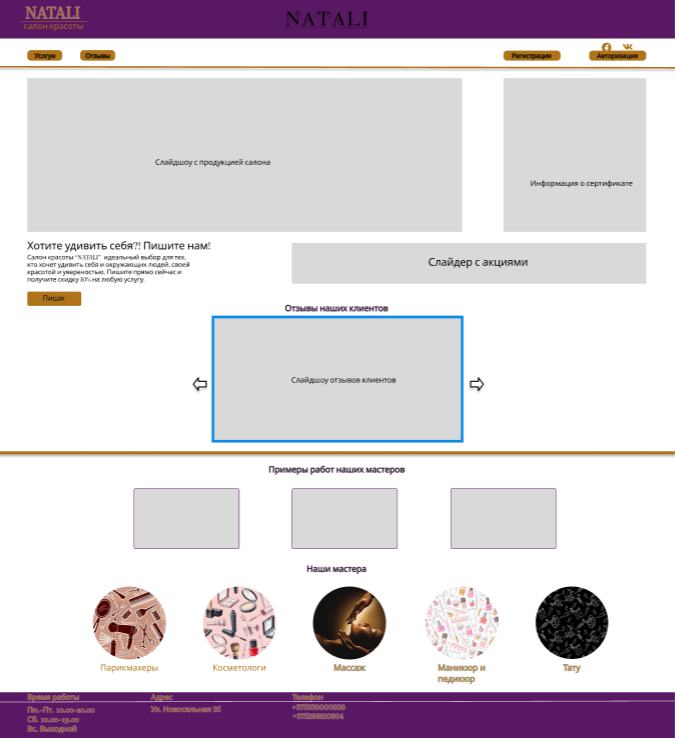 NATALI
салон красоты
NATALI
Услуги
Отзывы
Регистрация
Авторизация
Слайдшоу с продукцией салона
Информация о сертификате
Хотите удивить себя?! Пишите нам!
Салон красоты "NATALI" идеальный выбор для тех,
кто хочет удивить себя и окружающих людей, своей
красотой и увереностью. Пишите прямо сейчас и
получите скидку 10% на любую услугу.
Слайдер с акциями
Пиши
Отзывы наших клиентов
Слайдшоу отзывов клиентов
Примеры работ наших мастеров
Наши мастера
Парикмахеры
Косметологи
Массаж
Маникюр и
педикюр
Тату
Время работы
Пн.-Пт. 10.00-20.00
Сб. 10.00-19.00
Вс. Выходной
Адрес
Ул. Новосельная 35
Телефон